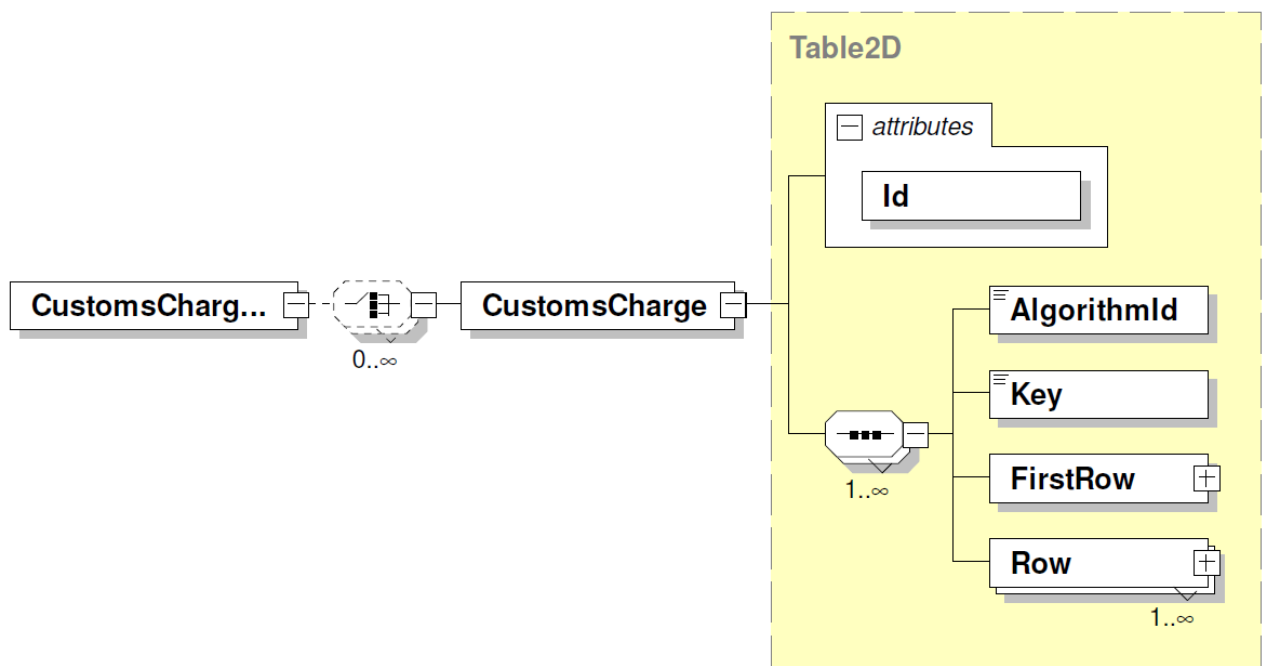 Table2D
attributes
Id
CustomsCharg...
0..∞
CustomsCharge
AlgorithmId
Key
1..∞
FirstRow
Row
1..∞